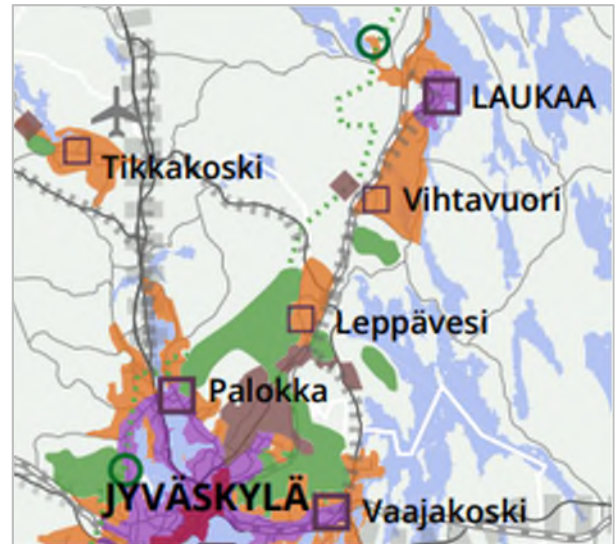 LAUKAA
Tikkakoski
Vihtavuori
Leppävesi
Palokka
JYVÄSKYLÄ
Vaajakoski